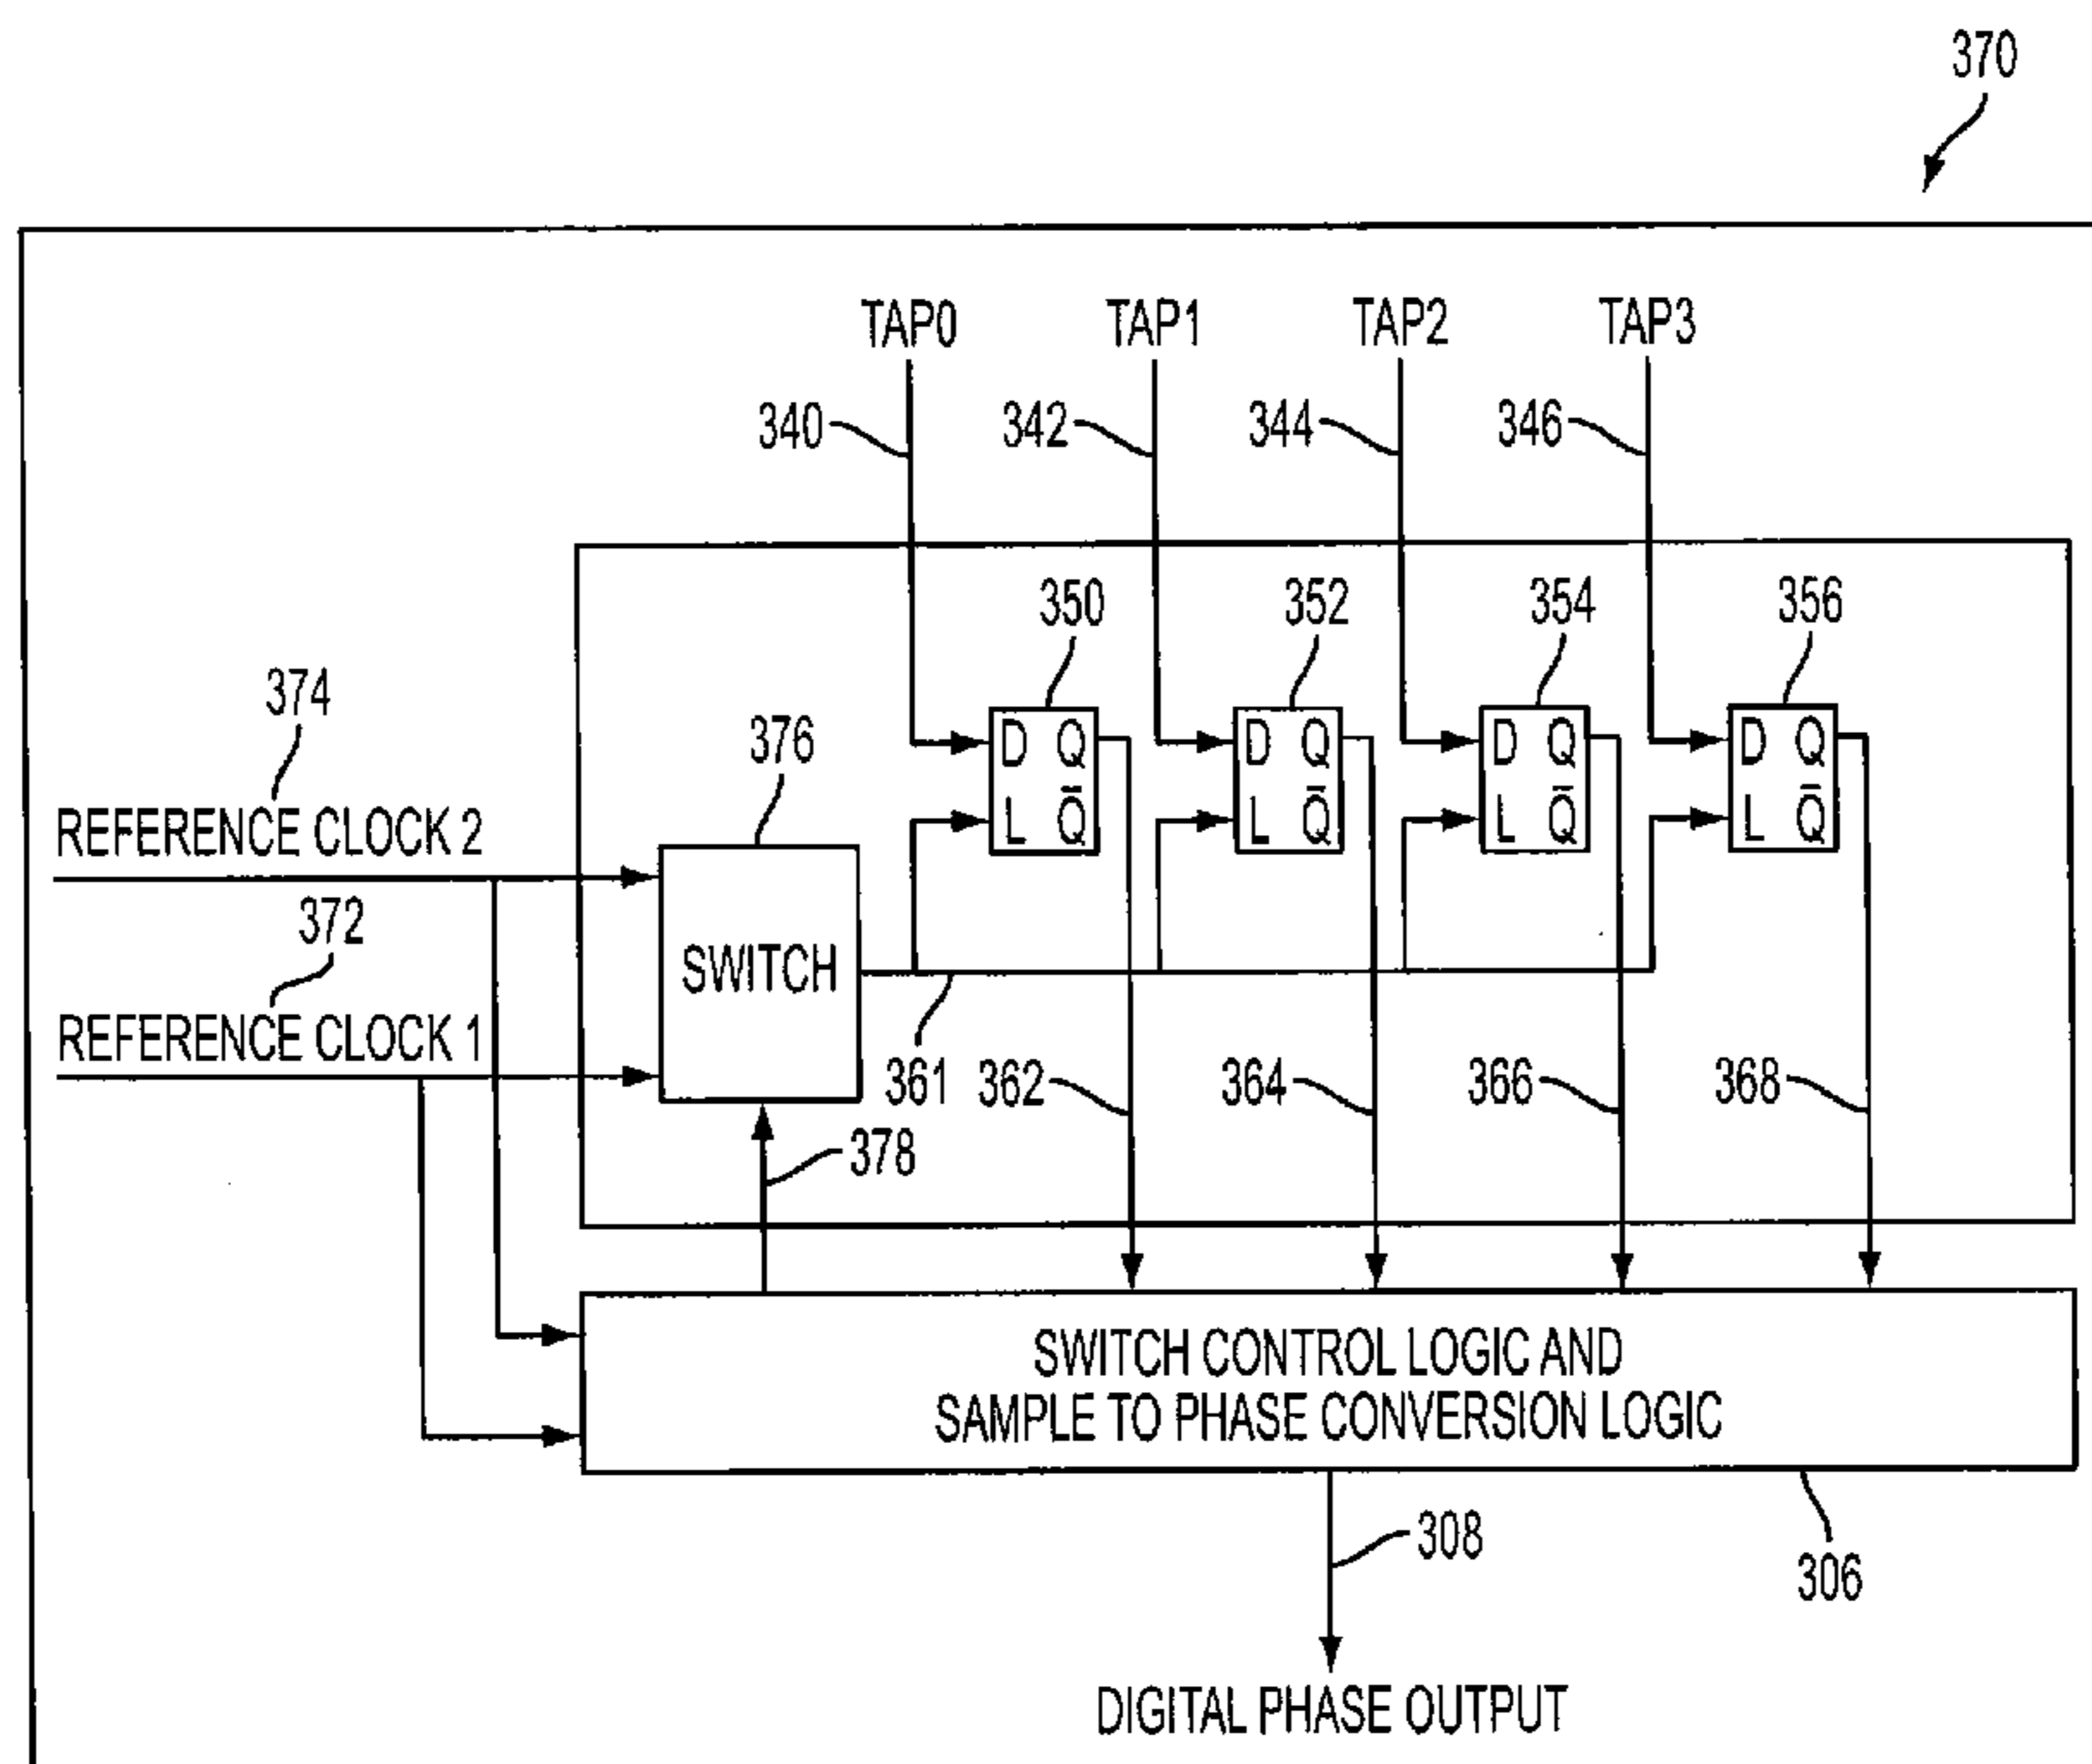 370
TAP0 TAP1 TAP2 TAP3
340 342 344 346
350 352 354 356
374 376
D Q D Q D Q D Q
L Q̄ L Q̄ L Q̄ L Q̄
REFERENCE CLOCK 2
372
SWITCH
REFERENCE CLOCK 1
361 362 364 366 368
378
SWITCH CONTROL LOGIC AND
SAMPLE TO PHASE CONVERSION LOGIC
308
306
DIGITAL PHASE OUTPUT